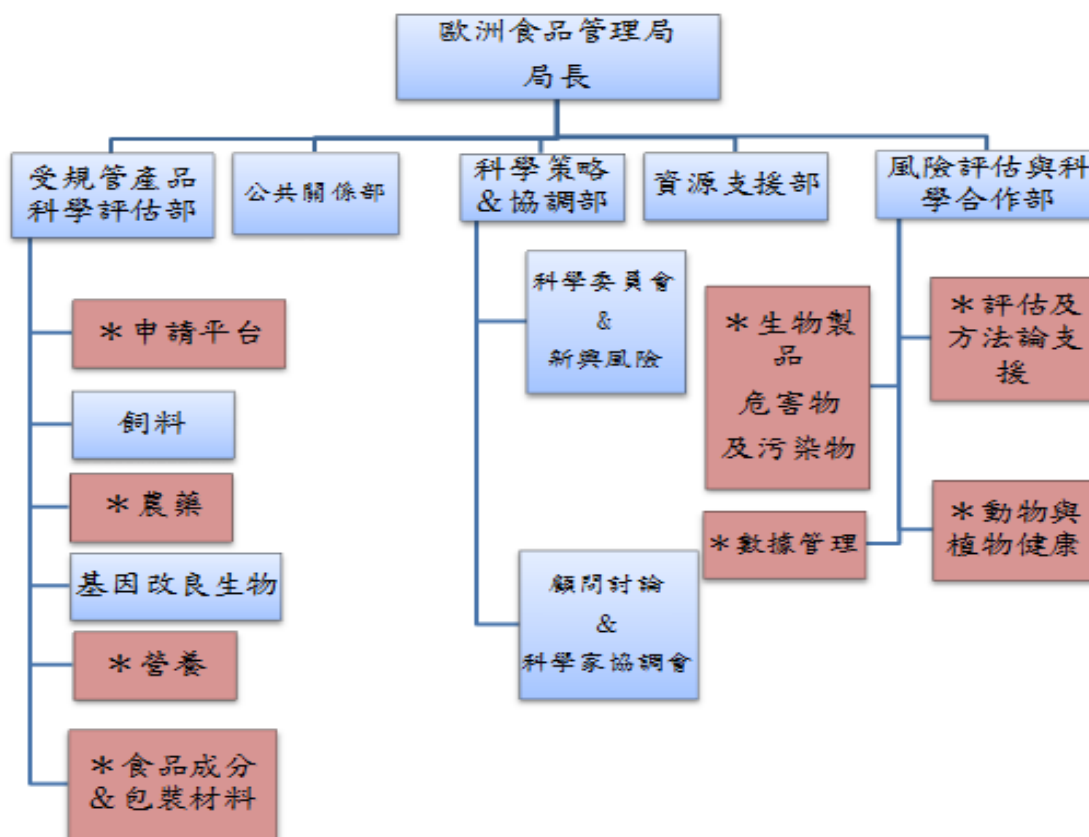 歐洲食品管理局
局長
受規管產品
科學評估部
公共關係部
科學策略
&協調部
資源支援部
風險評估與科
學合作部
＊申請平台
飼料
＊農藥
基因改良生物
＊營養
＊食品成分
&包裝材料
科學委員會
&
新興風險
顧問討論
&
科學家協調會
＊生物製
品
危害物
及污染物
＊數據管理
＊評估及
方法論支
援
＊動物與
植物健康